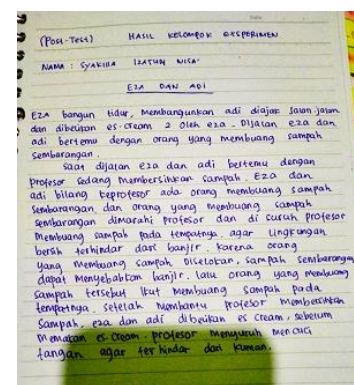 (Post-Test) HASIL KELOMPOK EKSPERIMEN
NAMA : SYAKILLA IZATUN NISA'
EZA DAN ADI
EZA bangun tidur, membangunkan adi diajak jalan jalan
dan dibelikan es-cream 2 oleh eza. Dijalan eza dan
adi bertemu dengan orang yang membuang sampah
sembarangan.
Saat dijalan eza dan adi bertemu dengan
profesor sedang membersihkan sampah. Eza dan
adi bilang keprofesor ada orang membuang sampah
sembarangan dan orang yang membuang sampah
sembarangan dimarahi profesor dan di suruh profesor
membuang sampah pada tempatnya. agar lingkungan
bersih terhindar dari banjir. karena orang
yang membuang sampah diselokan, sampah sembarangan
dapat menyebabkan banjir. lalu orang yang membuang
sampah tersebut ikut membuang sampah pada
tempatnya. setelah membantu profesor membersihkan
sampah, eza dan adi dibelikan es cream, sebelum
memakan es-cream. profesor menyuruh mencuci
tangan agar terhindar dari kuman.